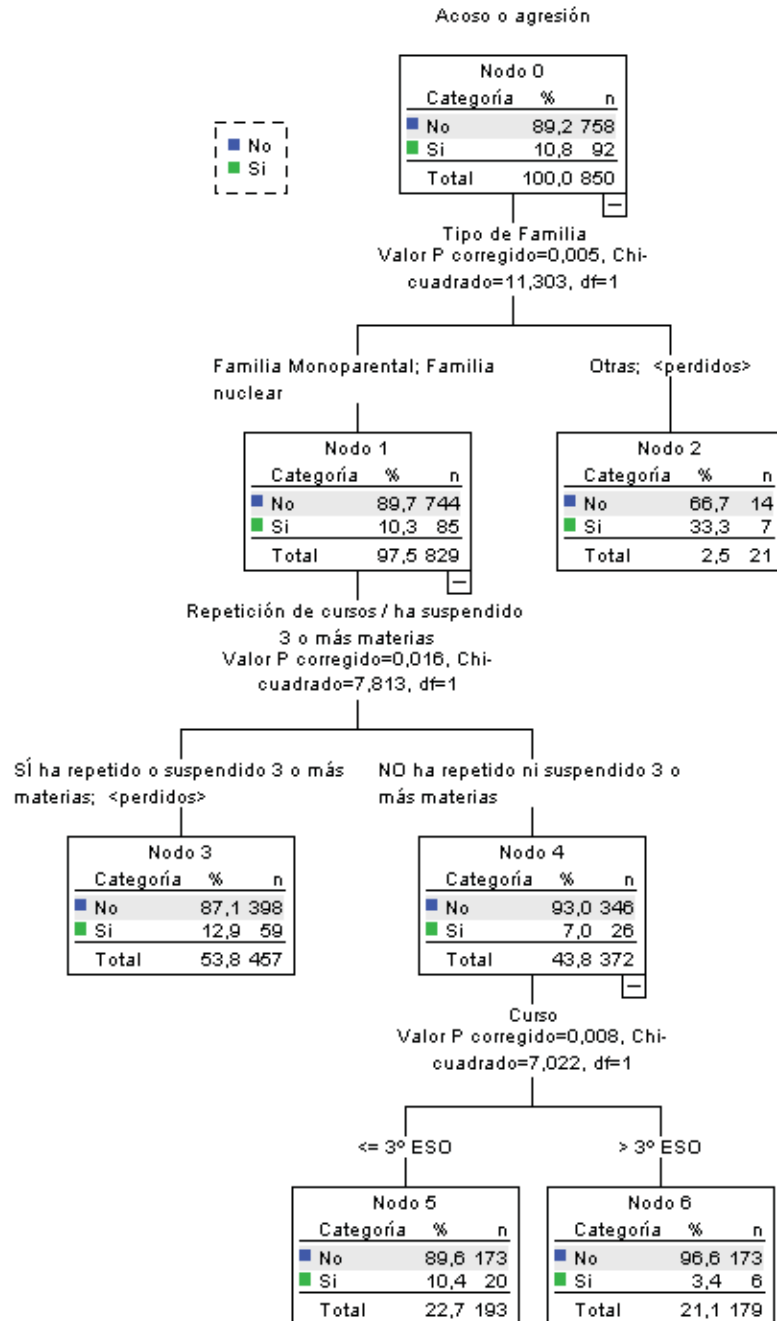 Acoso o agresión
No
Si
Nodo 0
Categoría % n
No 89,2 758
Si 10,8 92
Total 100,0 850
Tipo de Familia
Valor P corregido=0,005, Chi-
cuadrado=11,303, df=1
Familia Monoparental; Familia
nuclear
Otras; <perdidos>
Nodo 1
Categoría % n
No 89,7 744
Si 10,3 85
Total 97,5 829
Nodo 2
Categoría % n
No 66,7 14
Si 33,3 7
Total 2,5 21
Repetición de cursos / ha suspendido
3 o más materias
Valor P corregido=0,016, Chi-
cuadrado=7,813, df=1
SÍ ha repetido o suspendido 3 o más
materias; <perdidos>
NO ha repetido ni suspendido 3 o
más materias
Nodo 3
Categoría % n
No 87,1 398
Si 12,9 59
Total 53,8 457
Nodo 4
Categoría % n
No 93,0 346
Si 7,0 26
Total 43,8 372
Curso
Valor P corregido=0,008, Chi-
cuadrado=7,022, df=1
<= 3º ESO
> 3º ESO
Nodo 5
Categoría % n
No 89,6 173
Si 10,4 20
Total 22,7 193
Nodo 6
Categoría % n
No 96,6 173
Si 3,4 6
Total 21,1 179